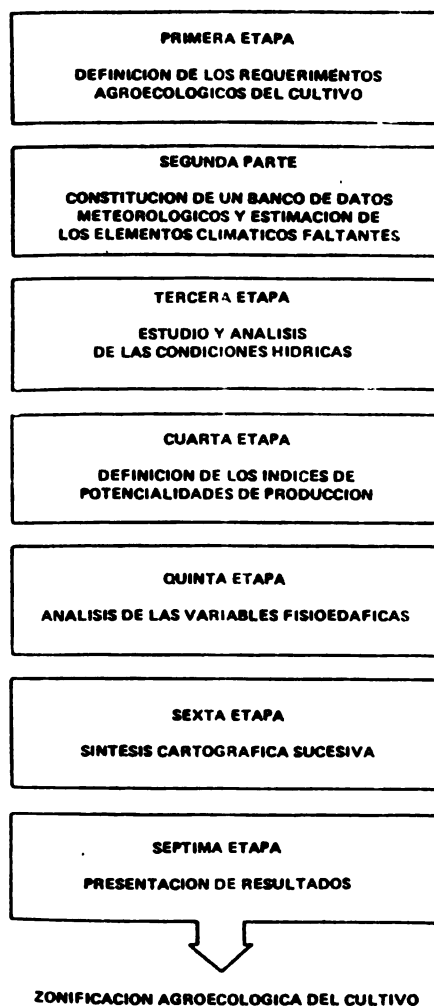 PRIMERA ETAPA
DEFINICION DE LOS REQUERIMENTOS
AGROECOLOGICOS DEL CULTIVO
SEGUNDA PARTE
CONSTITUCION DE UN BANCO DE DATOS
METEOROLOGICOS Y ESTIMACION DE
LOS ELEMENTOS CLIMATICOS FALTANTES
TERCERA ETAPA
ESTUDIO Y ANALISIS
DE LAS CONDICIONES HIDRICAS
CUARTA ETAPA
DEFINICION DE LOS INDICES DE
POTENCIALIDADES DE PRODUCCION
QUINTA ETAPA
ANALISIS DE LAS VARIABLES FISIOEDAFICAS
SEXTA ETAPA
SINTESIS CARTOGRAFICA SUCESIVA
SEPTIMA ETAPA
PRESENTACION DE RESULTADOS
ZONIFICACION AGROECOLOGICA DEL CULTIVO